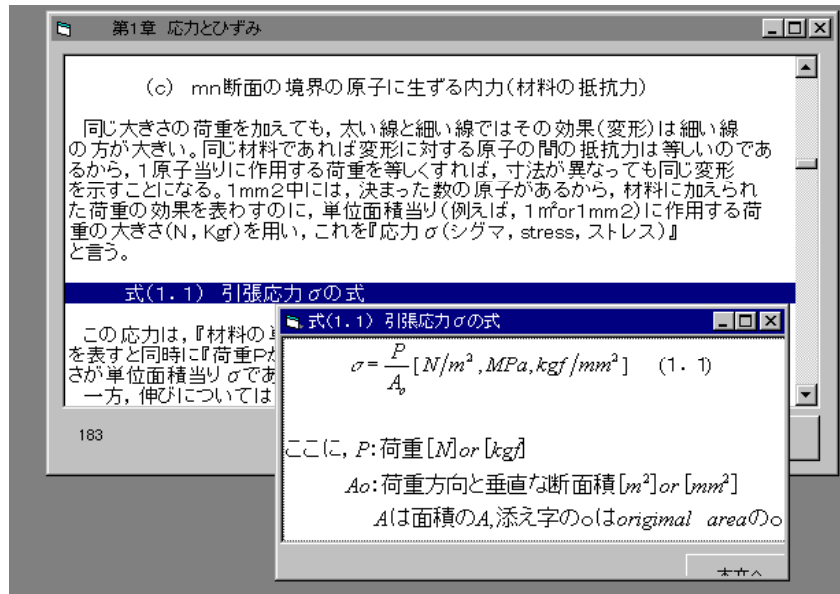 第1章 応力とひずみ
(c) mn断面の境界の原子に生ずる内力(材料の抵抗力)
同じ大きさの荷重を加えても，太い線と細い線ではその効果(変形)は細い線
の方が大きい。同じ材料であれば変形に対する原子の間の抵抗力は等しいのであ
るから，1原子当りに作用する荷重を等しくすれば，寸法が異なっても同じ変形
を示すことになる。1mm2中には，決まった数の原子があるから，材料に加えられ
た荷重の効果を表わすのに，単位面積当り(例えば，1㎡or1mm2)に作用する荷
重の大きさ(N，Kgf)を用い，これを『応力σ(シグマ，stress，ストレス)』
と言う。
式(1．1) 引張応力σの式
この応力は，『材料の
を表すと同時に『荷重P
さが単位面積当りσであ
一方，伸びについては
183
式(1．1) 引張応力σの式
σ=P/A₀[N/m²,MPa,kgf/mm²] (1．1)
ここに，P:荷重[N]or[kgf]
Ao:荷重方向と垂直な断面積[m²]or[mm²]
Aは面積のA,添え字のoはorigimal areaのo